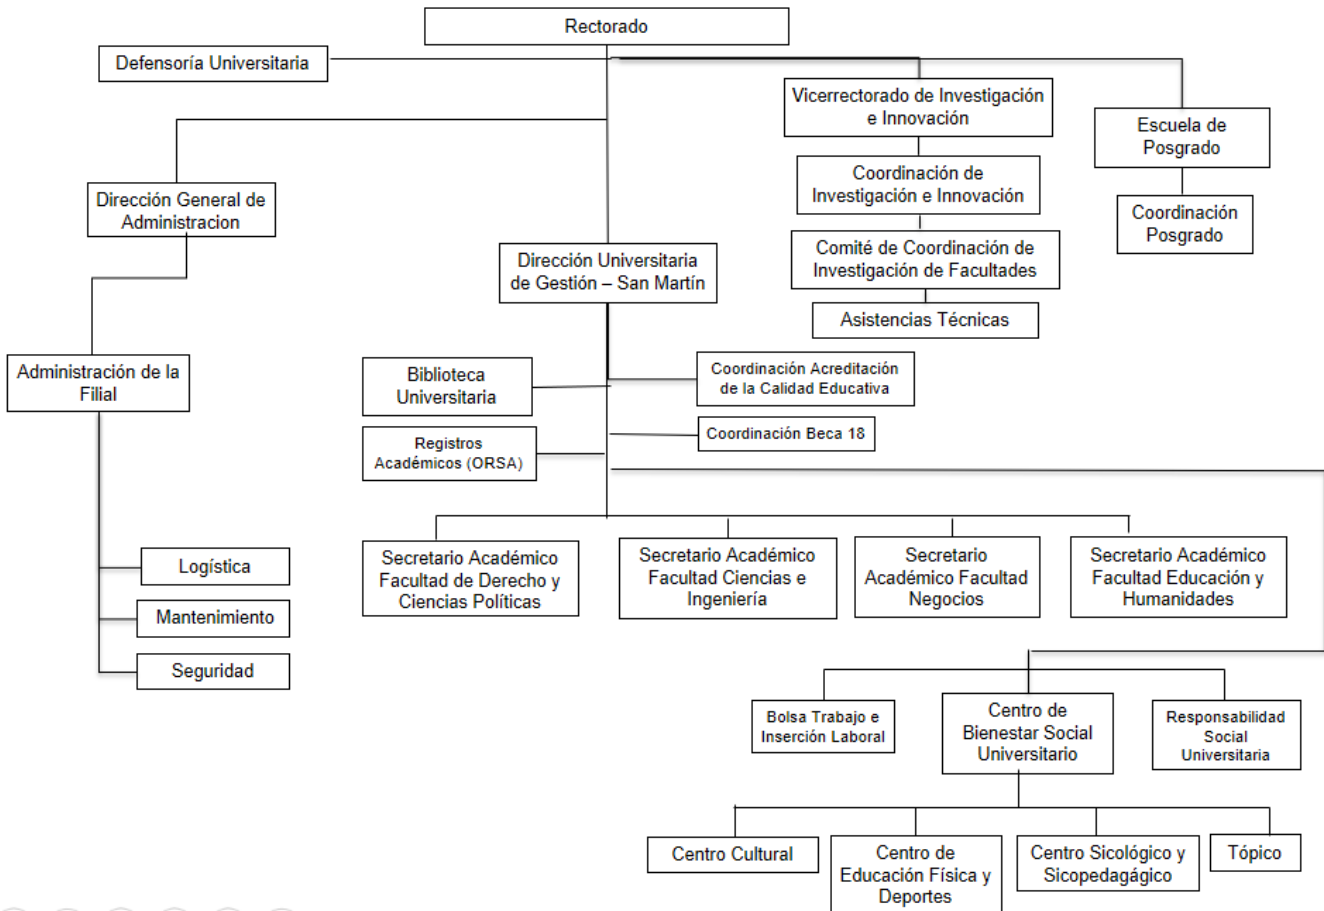 Rectorado
Defensoría Universitaria
Vicerrectorado de Investigación
e Innovación
Escuela de
Posgrado
Dirección General de
Administracion
Coordinación de
Investigación e Innovación
Coordinación
Posgrado
Dirección Universitaria
de Gestión – San Martín
Comité de Coordinación de
Investigación de Facultades
Asistencias Técnicas
Administración de la
Filial
Biblioteca
Universitaria
Coordinación Acreditación
de la Calidad Educativa
Registros
Académicos (ORSA)
Coordinación Beca 18
Secretario Académico
Facultad de Derecho y
Ciencias Políticas
Secretario Académico
Facultad Ciencias e
Ingeniería
Secretario
Académico Facultad
Negocios
Secretario Académico
Facultad Educación y
Humanidades
Logística
Mantenimiento
Seguridad
Bolsa Trabajo e
Inserción Laboral
Centro de
Bienestar Social
Universitario
Responsabilidad
Social
Universitaria
Centro Cultural
Centro de
Educación Física y
Deportes
Centro Sicológico y
Sicopedagágico
Tópico